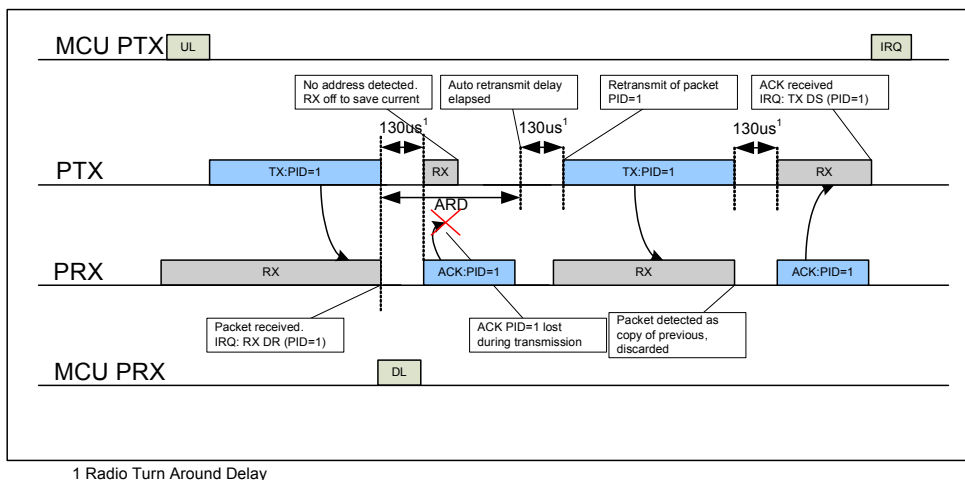 MCU PTX
UL
IRQ
No address detected.
RX off to save current
Auto retransmit delay
elapsed
Retransmit of packet
PID=1
ACK received
IRQ: TX DS (PID=1)
130us1
130us1
130us1
PTX
TX:PID=1
RX
TX:PID=1
RX
ARD
PRX
RX
ACK:PID=1
RX
ACK:PID=1
Packet received.
IRQ: RX DR (PID=1)
ACK PID=1 lost
during transmission
Packet detected as
copy of previous,
discarded
MCU PRX
DL
1 Radio Turn Around Delay